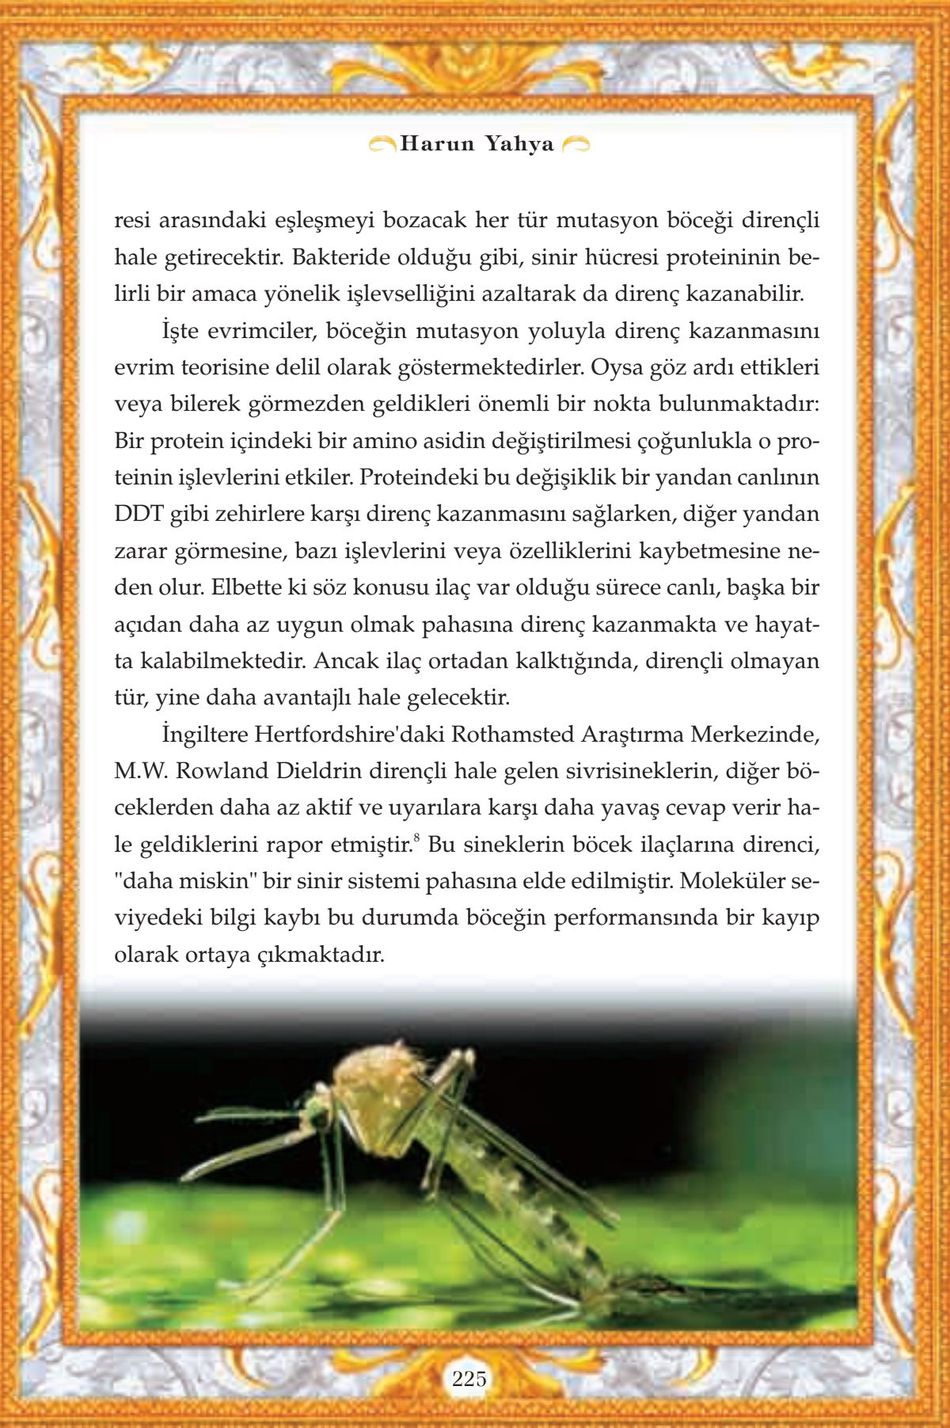 Harun Yahya
resi arasındaki eşleşmeyi bozacak her tür mutasyon böceği dirençli
hale getirecektir. Bakteride olduğu gibi, sinir hücresi proteininin be-
lirli bir amaca yönelik işlevselliğini azaltarak da direnç kazanabilir.
İşte evrimciler, böceğin mutasyon yoluyla direnç kazanmasını
evrim teorisine delil olarak göstermektedirler. Oysa göz ardı ettikleri
veya bilerek görmezden geldikleri önemli bir nokta bulunmaktadır:
Bir protein içindeki bir amino asidin değiştirilmesi çoğunlukla o pro-
teinin işlevlerini etkiler. Proteindeki bu değişiklik bir yandan canlının
DDT gibi zehirlere karşı direnç kazanmasını sağlarken, diğer yandan
zarar görmesine, bazı işlevlerini veya özelliklerini kaybetmesine ne-
den olur. Elbette ki söz konusu ilaç var olduğu sürece canlı, başka bir
açıdan daha az uygun olmak pahasına direnç kazanmakta ve hayat-
ta kalabilmektedir. Ancak ilaç ortadan kalktığında, dirençli olmayan
tür, yine daha avantajlı hale gelecektir.
İngiltere Hertfordshire'daki Rothamsted Araştırma Merkezinde,
M.W. Rowland Dieldrin dirençli hale gelen sivrisineklerin, diğer bö-
ceklerden daha az aktif ve uyarılara karşı daha yavaş cevap verir ha-
le geldiklerini rapor etmiştir.8 Bu sineklerin böcek ilaçlarına direnci,
"daha miskin" bir sinir sistemi pahasına elde edilmiştir. Moleküler se-
viyedeki bilgi kaybı bu durumda böceğin performansında bir kayıp
olarak ortaya çıkmaktadır.
225